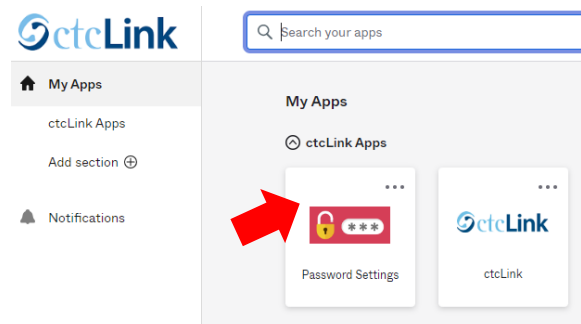 ctcLink
Search your apps
My Apps
ctcLink Apps
Add section
Notifications
My Apps
ctcLink Apps
***
Password Settings
ctcLink
ctcLink